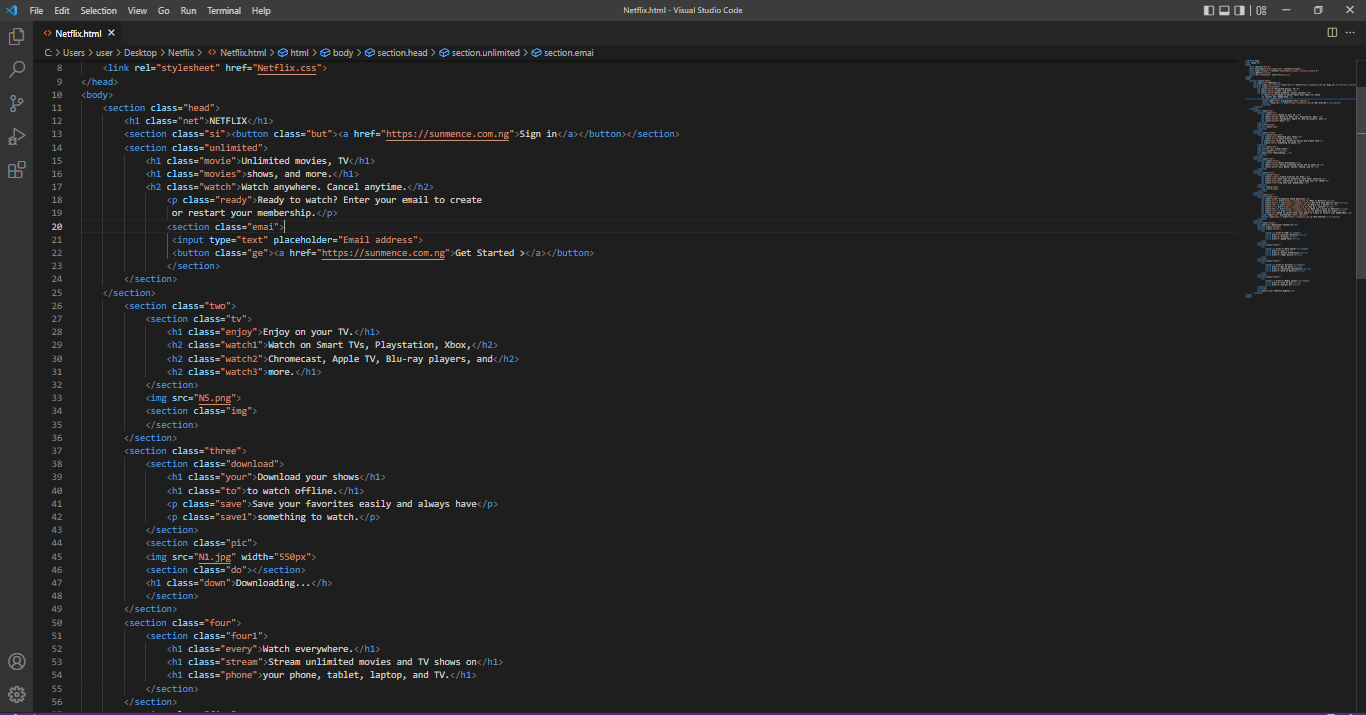 File Edit Selection View Go Run Terminal Help
Netflix.html - Visual Studio Code
Netflix.html
C: > Users > user > Desktop > Netflix > Netflix.html > html > body > section.head > section.unlimited > section.emai
8 <link rel="stylesheet" href="Netflix.css">
9 </head>
10 <body>
11 <section class="head">
12 <h1 class="net">NETFLIX</h1>
13 <section class="si"><button class="but"><a href="https://sunmence.com.ng">Sign in</a></button></section>
14 <section class="unlimited">
15 <h1 class="movie">Unlimited movies, TV</h1>
16 <h1 class="movies">shows, and more.</h1>
17 <h2 class="watch">Watch anywhere. Cancel anytime.</h2>
18 <p class="ready">Ready to watch? Enter your email to create
19 or restart your membership.</p>
20 <section class="emai">
21 <input type="text" placeholder="Email address">
22 <button class="ge"><a href="https://sunmence.com.ng">Get Started ></a></button>
23 </section>
24 </section>
25 </section>
26 <section class="two">
27 <section class="tv">
28 <h1 class="enjoy">Enjoy on your TV.</h1>
29 <h2 class="watch1">Watch on Smart TVs, Playstation, Xbox,</h2>
30 <h2 class="watch2">Chromecast, Apple TV, Blu-ray players, and</h2>
31 <h2 class="watch3">more.</h1>
32 </section>
33 <img src="N5.png">
34 <section class="img">
35 </section>
36 </section>
37 <section class="three">
38 <section class="download">
39 <h1 class="your">Download your shows</h1>
40 <h1 class="to">to watch offline.</h1>
41 <p class="save">Save your favorites easily and always have</p>
42 <p class="save1">something to watch.</p>
43 </section>
44 <section class="pic">
45 <img src="N1.jpg" width="550px">
46 <section class="do"></section>
47 <h1 class="down">Downloading...</h>
48 </section>
49 </section>
50 <section class="four">
51 <section class="four1">
52 <h1 class="every">Watch everywhere.</h1>
53 <h1 class="stream">Stream unlimited movies and TV shows on</h1>
54 <h1 class="phone">your phone, tablet, laptop, and TV.</h1>
55 </section>
56 </section>